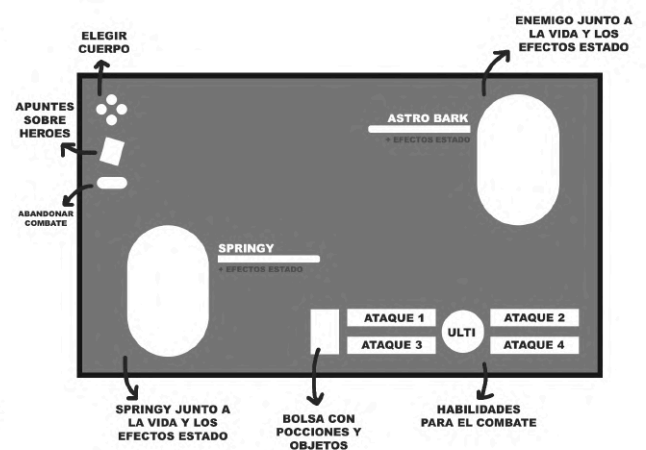 ELEGIR
CUERPO
ENEMIGO JUNTO A
LA VIDA Y LOS
EFECTOS ESTADO
APUNTES
SOBRE
HEROES
ASTRO BARK
+ EFECTOS ESTADO
ABANDONAR
COMBATE
SPRINGY
+ EFECTOS ESTADO
ATAQUE 1
ULTI
ATAQUE 2
ATAQUE 3
ATAQUE 4
SPRINGY JUNTO A
LA VIDA Y LOS
EFECTOS ESTADO
BOLSA CON
POCCIONES Y
OBJETOS
HABILIDADES
PARA EL COMBATE